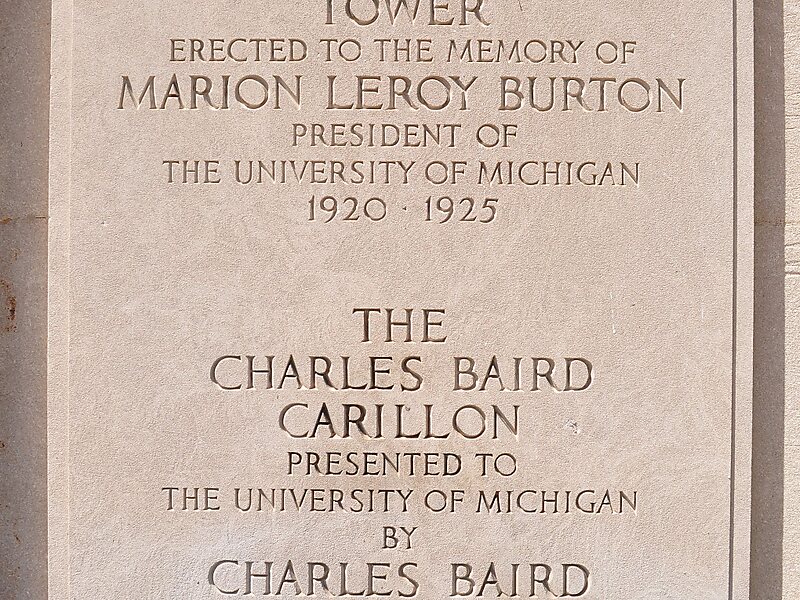 TOWER
ERECTED TO THE MEMORY OF
MARION LEROY BURTON
PRESIDENT OF
THE UNIVERSITY OF MICHIGAN
1920 · 1925
THE
CHARLES BAIRD
CARILLON
PRESENTED TO
THE UNIVERSITY OF MICHIGAN
BY
CHARLES BAIRD